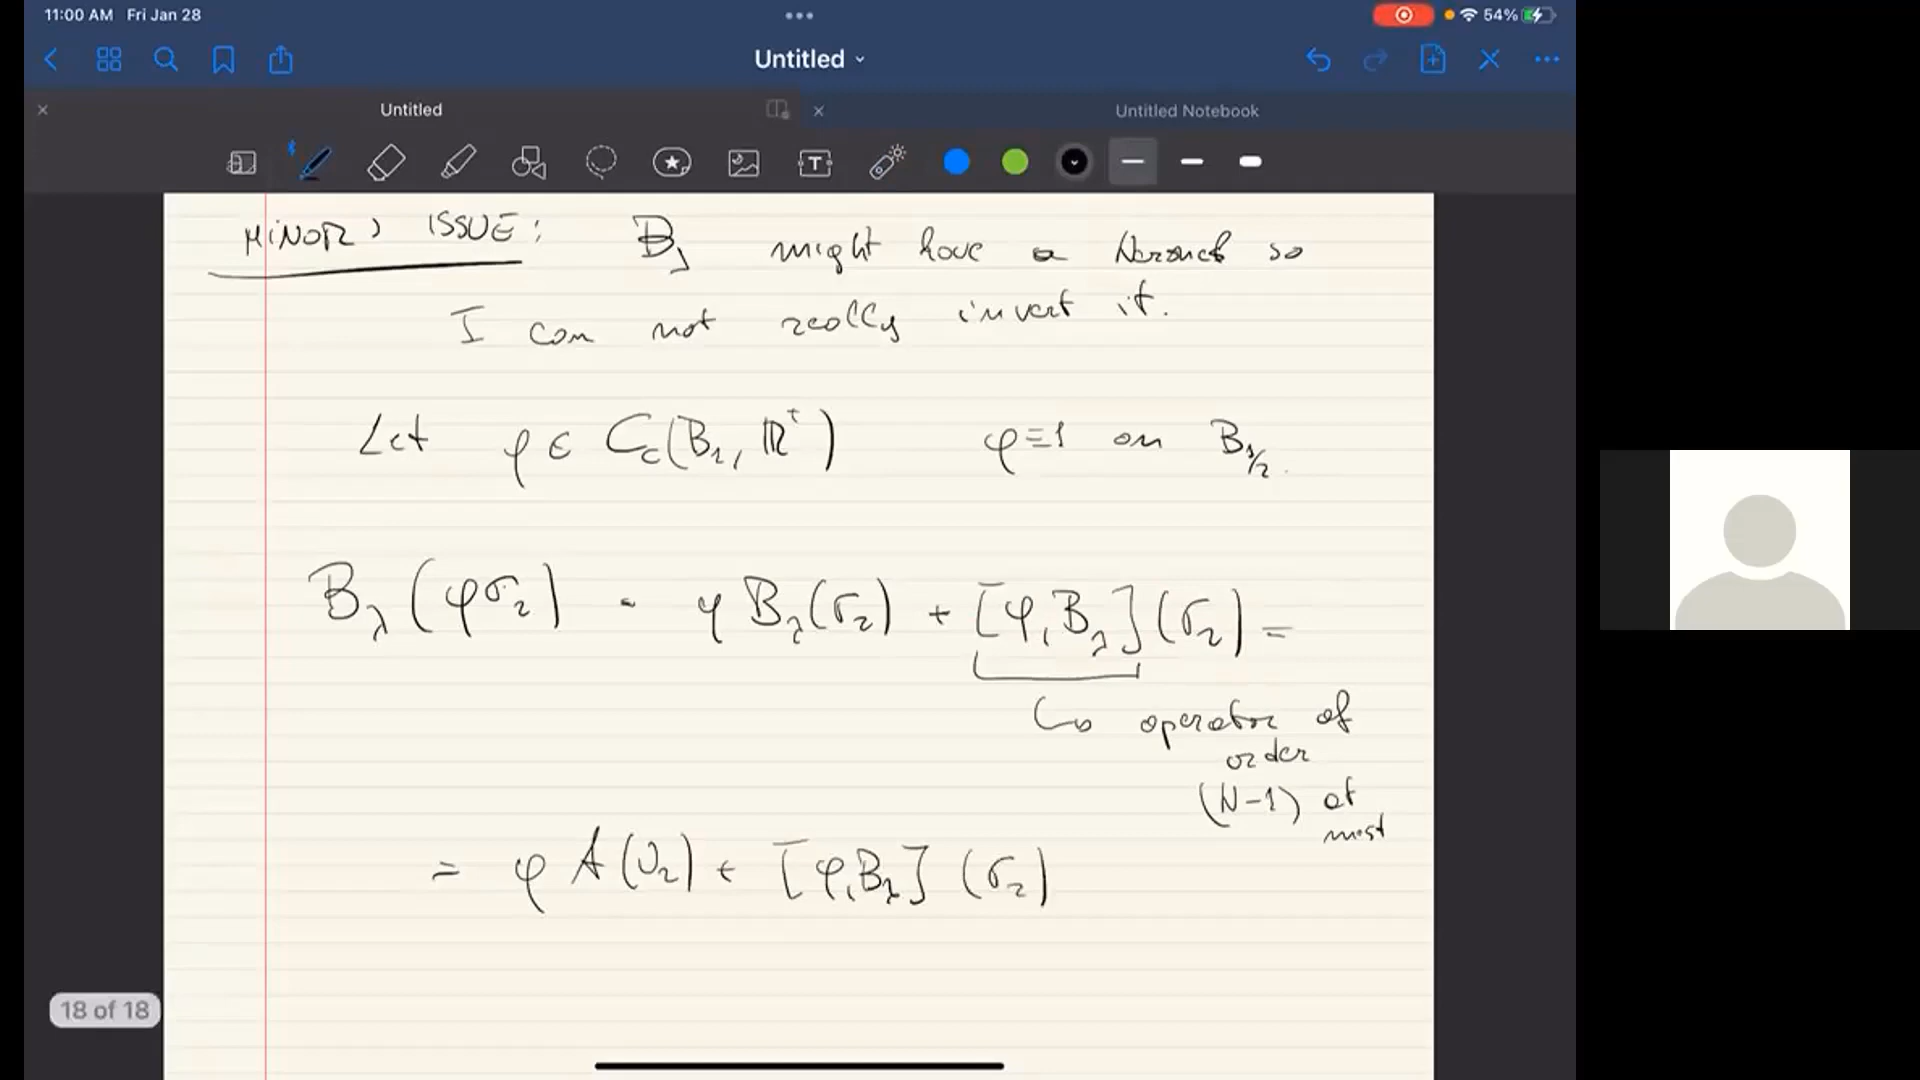 11:00 AM Fri Jan 28
54%
Untitled
Untitled
Untitled Notebook
MINOR) ISSUE: B_λ might have a so
I can not really invert it.
Let φ ∈ C_c(B_1, ℝ⁺) φ≡1 on B_{1/2}.
B_λ(φσ_2) = φ B_λ(σ_2) + [φ, B_λ](σ_2) =
↳ operator of
order
(N-1) at
most
= φ A(v_2) + [φ, B_λ](σ_2)
18 of 18